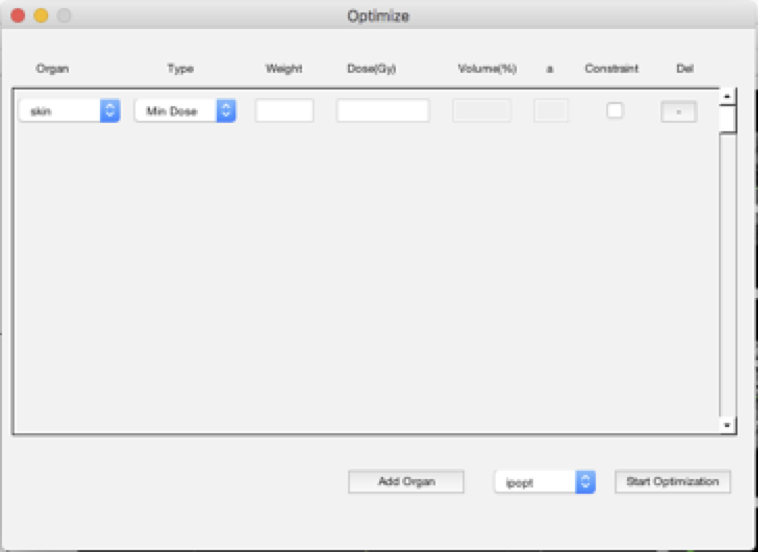 Optimize
Organ Type Weight Dose(Gy) Volume(%) a Constraint Del
skin Min Dose -
Add Organ ipopt Start Optimization